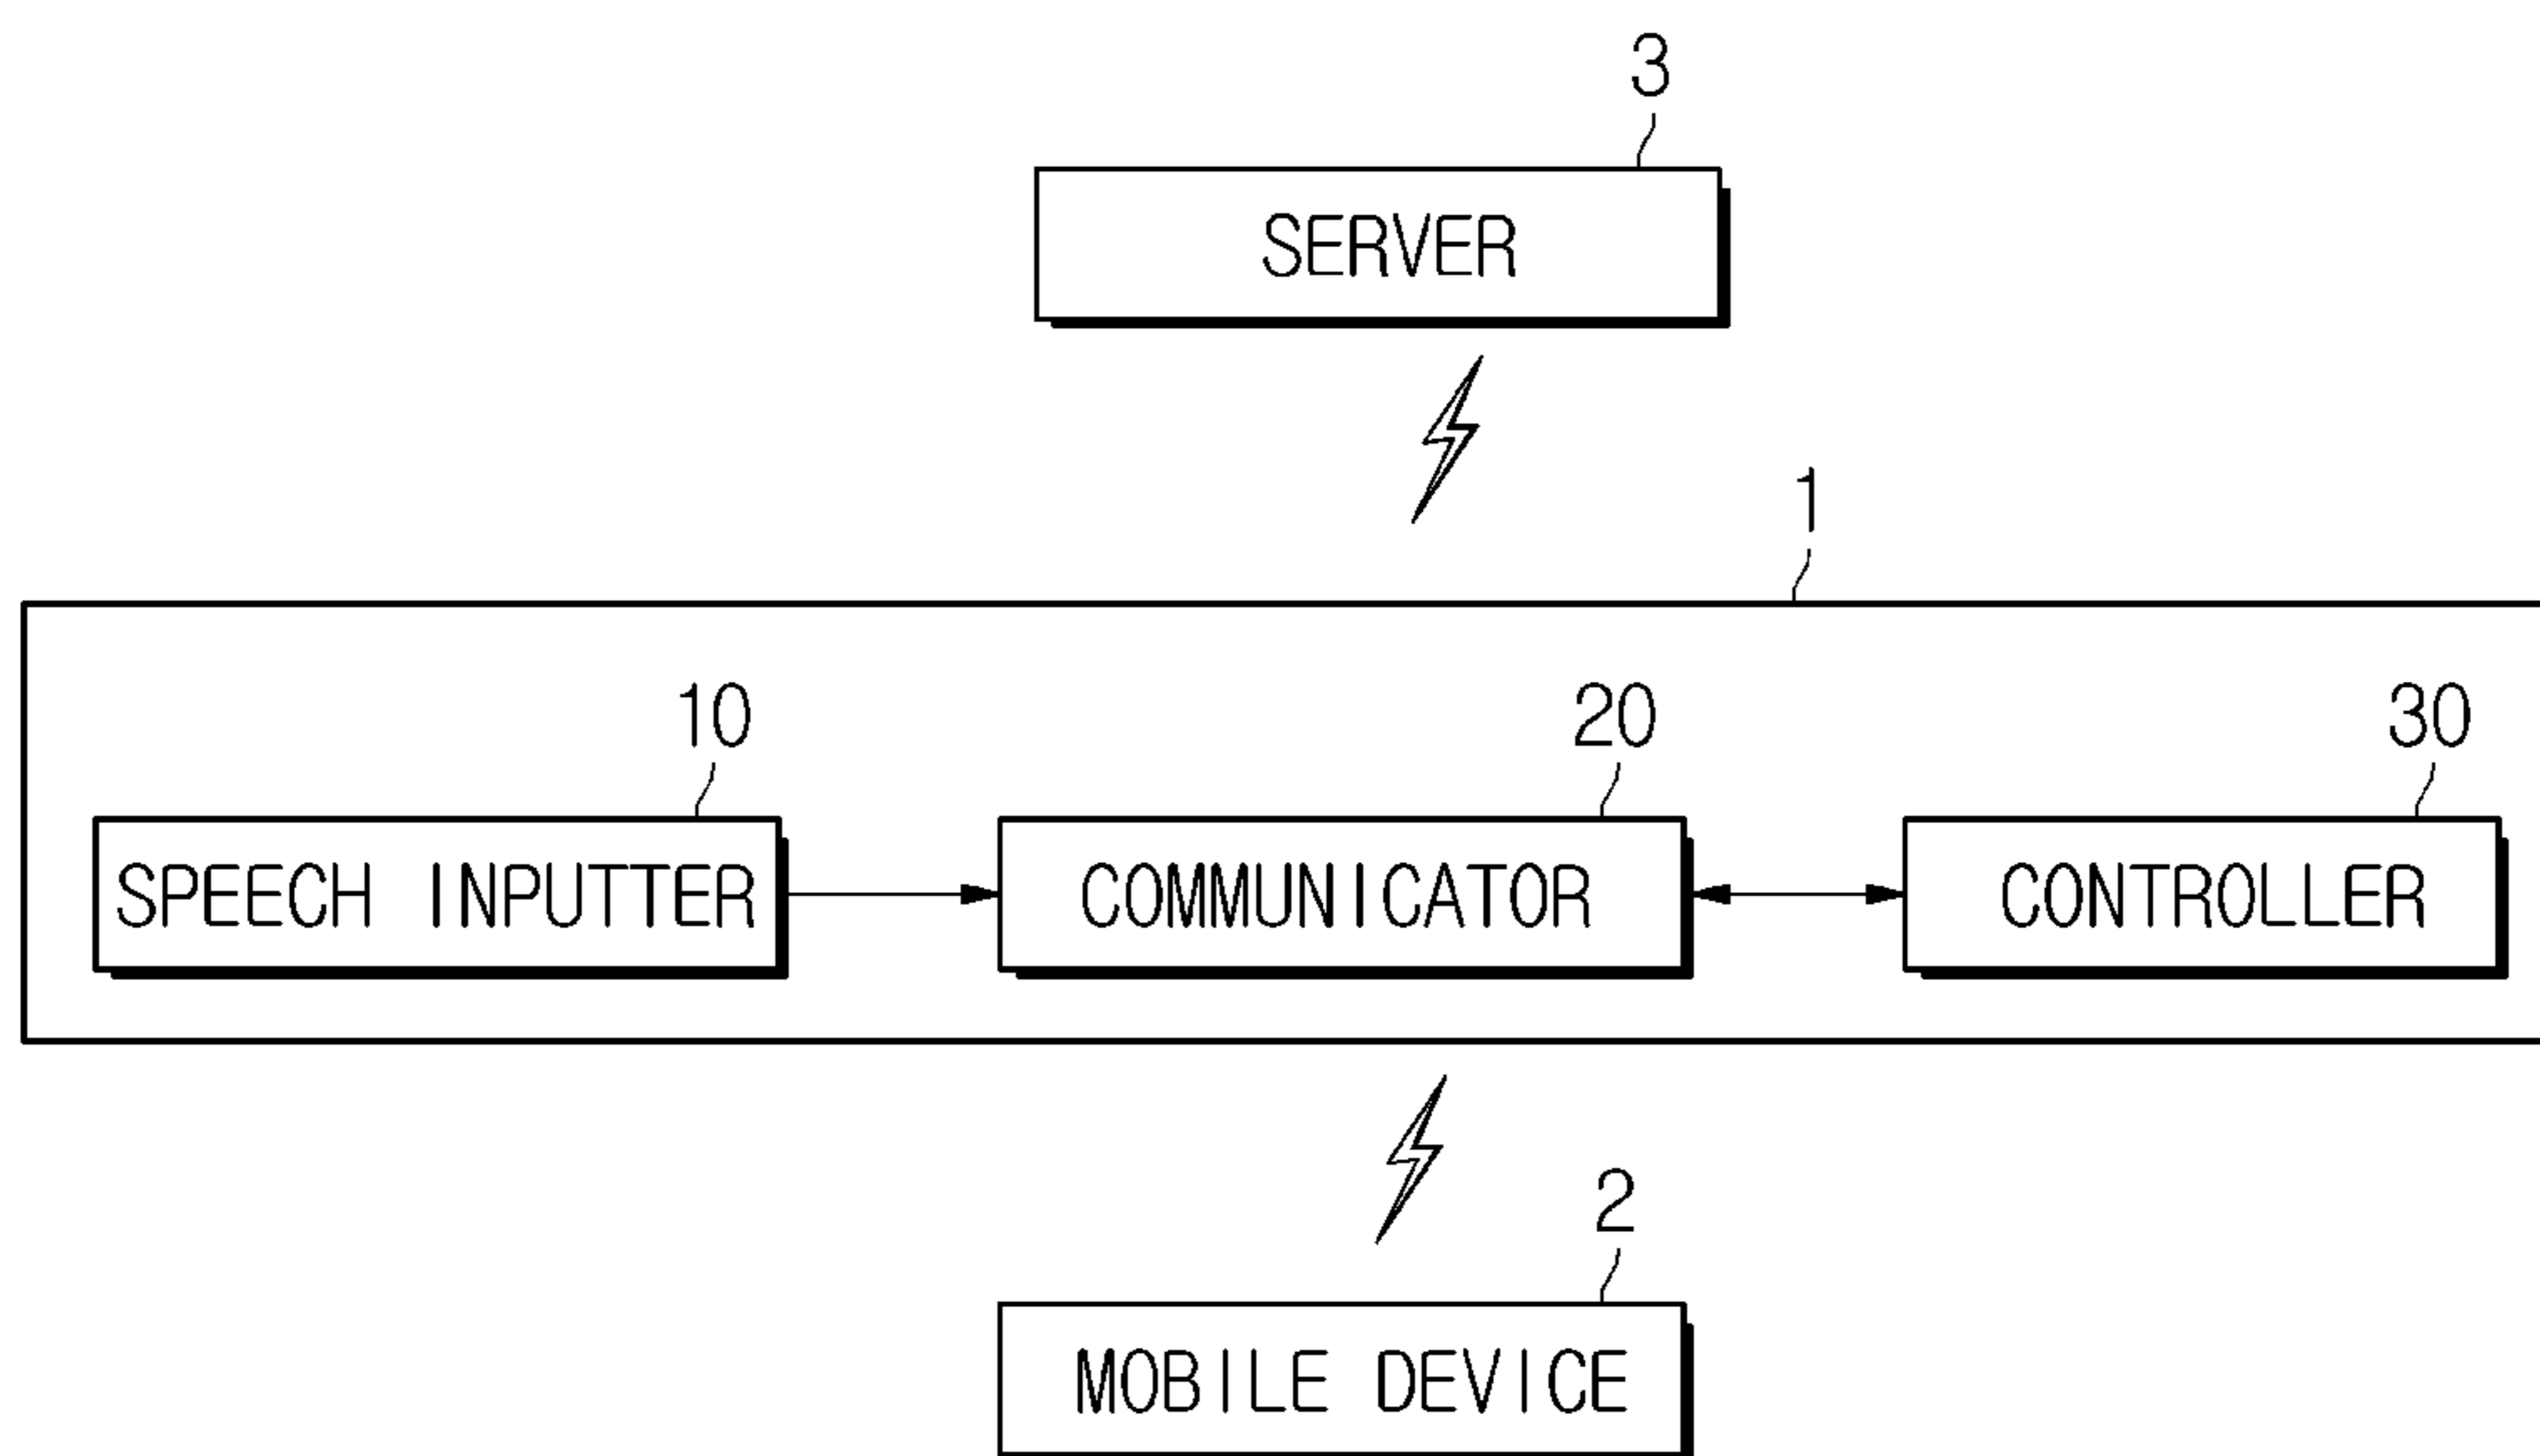 3
SERVER
1
10 20 30
SPEECH INPUTTER COMMUNICATOR CONTROLLER
2
MOBILE DEVICE